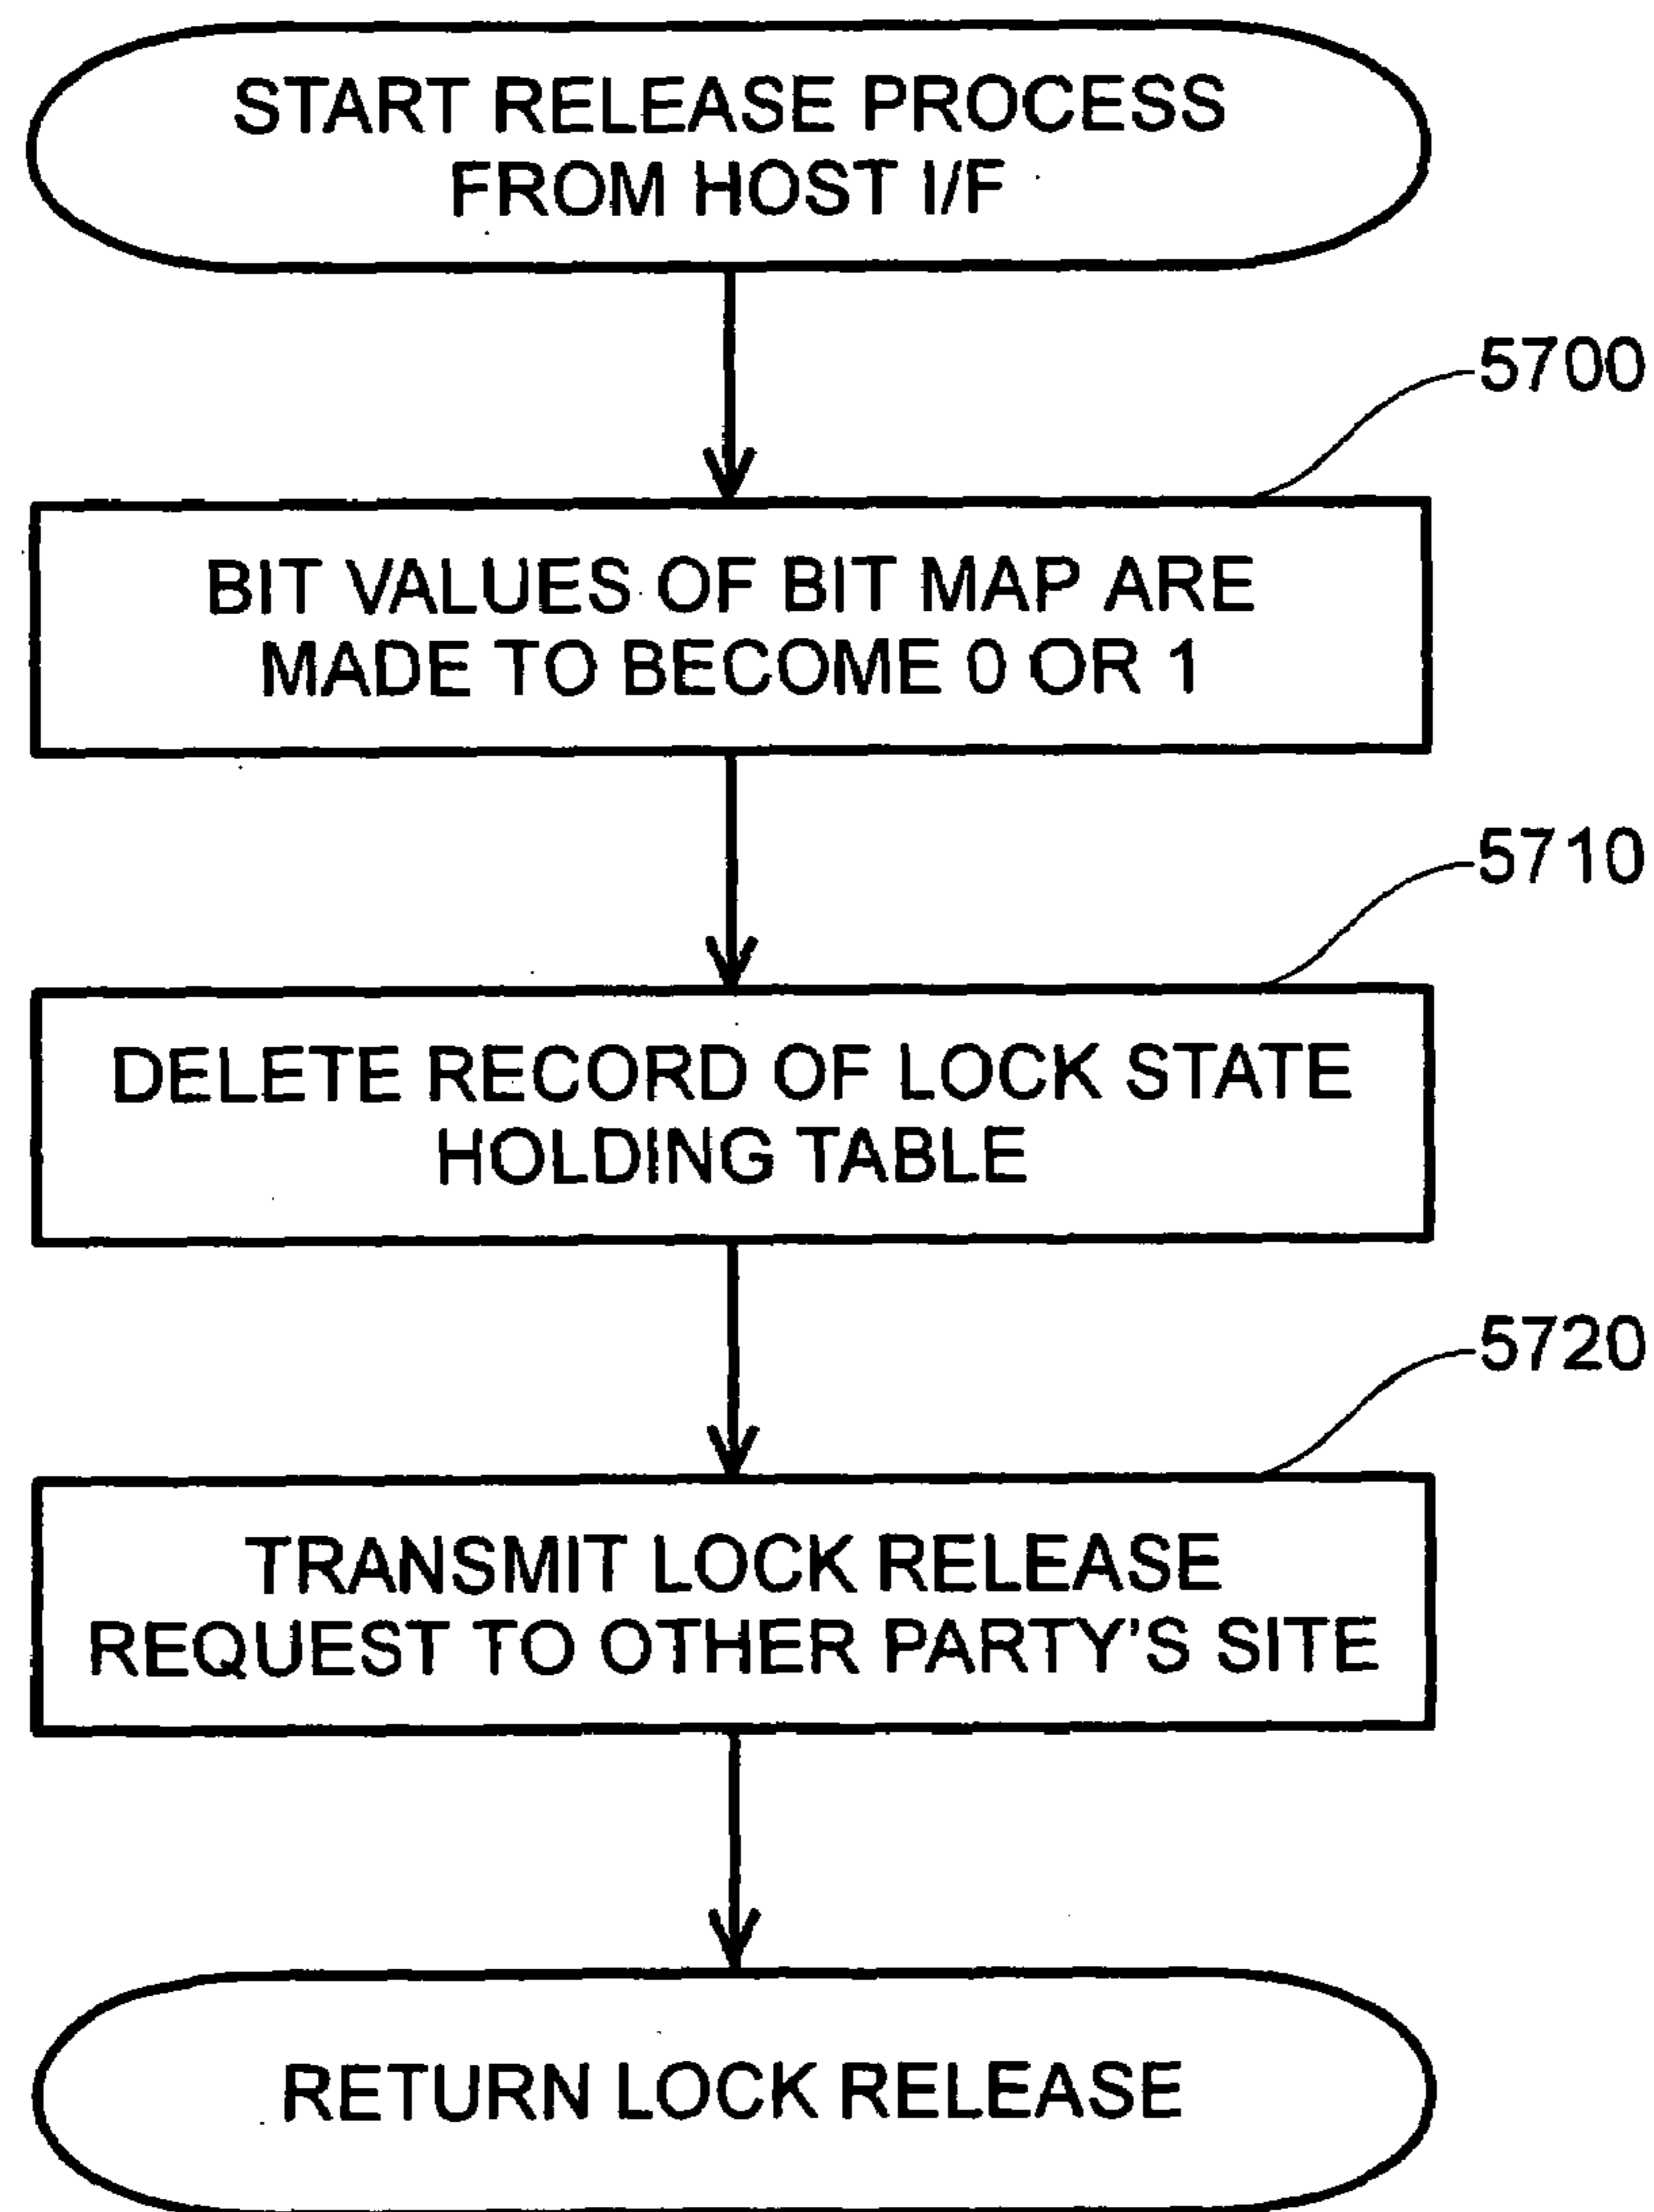 START RELEASE PROCESS
FROM HOST I/F
5700
BIT VALUES OF BIT MAP ARE
MADE TO BECOME 0 OR 1
5710
DELETE RECORD OF LOCK STATE
HOLDING TABLE
5720
TRANSMIT LOCK RELEASE
REQUEST TO OTHER PARTY'S SITE
RETURN LOCK RELEASE